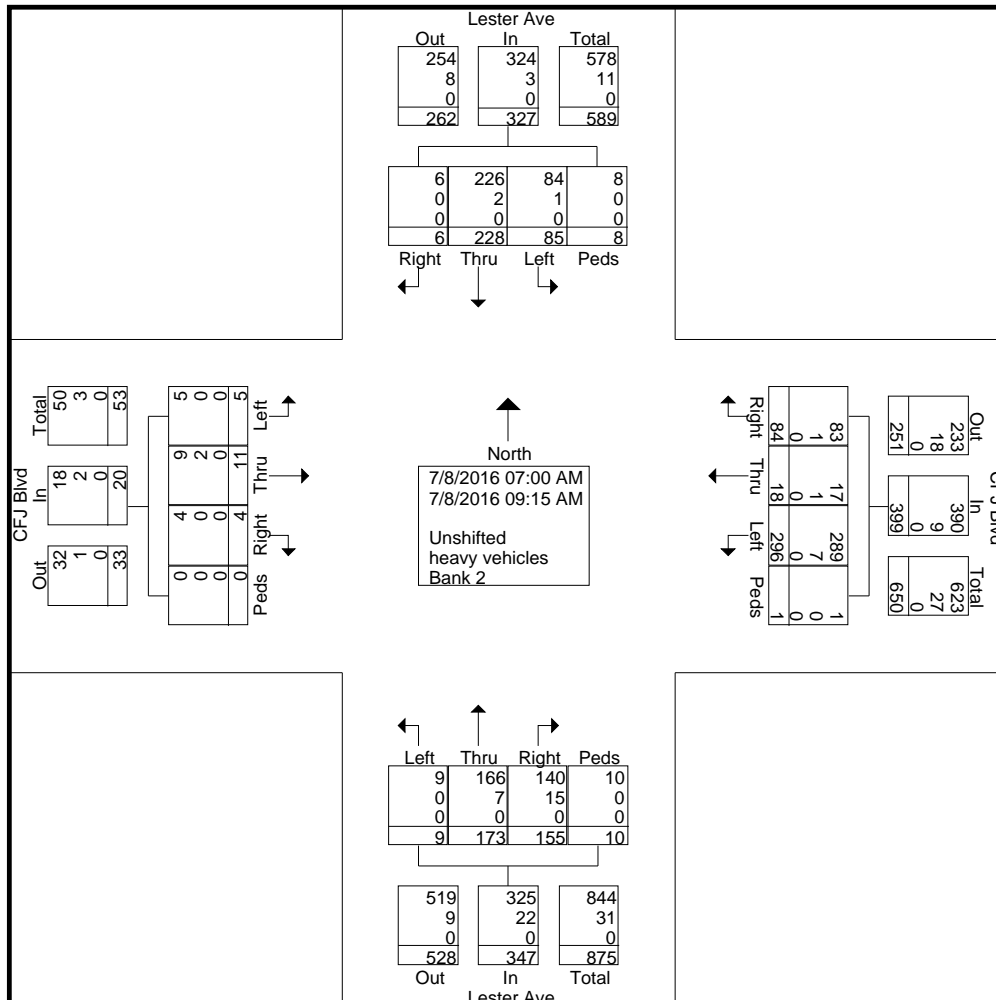 Lester Ave
Out In Total
254 324 578
8 3 11
0 0 0
262 327 589
6 226 84 8
0 2 1 0
0 0 0 0
6 228 85 8
Right Thru Left Peds
CFJ Blvd
Total
50 3 0 53
In
18 2 0 20
Out
32 1 0 33
Left
5 0 0 5
Thru
9 2 0 11
Right
4 0 0 4
Peds
0 0 0 0
North
7/8/2016 07:00 AM
7/8/2016 09:15 AM
Unshifted
heavy vehicles
Bank 2
Right
83 1 0 84
Thru
17 1 0 18
Left
289 7 0 296
Peds
1 0 0 1
Out
233 18 0 251
In
390 9 0 399
Total
623 27 0 650
CFJ Blvd
Left Thru Right Peds
9 166 140 10
0 7 15 0
0 0 0 0
9 173 155 10
519 325 844
9 22 31
0 0 0
528 347 875
Out In Total
Lester Ave